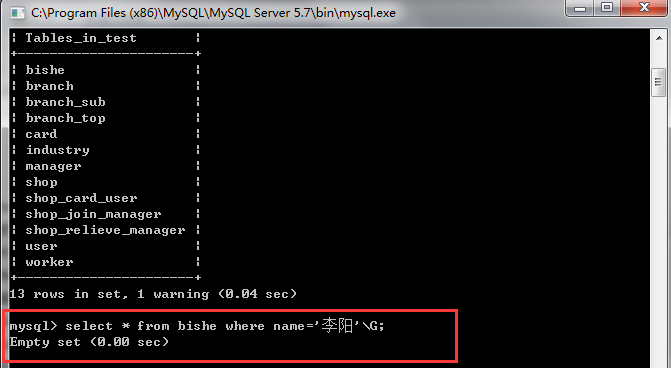 C:\Program Files (x86)\MySQL\MySQL Server 5.7\bin\mysql.exe
| Tables_in_test |
+----------------------+
| bishe |
| branch |
| branch_sub |
| branch_top |
| card |
| industry |
| manager |
| shop |
| shop_card_user |
| shop_join_manager |
| shop_relieve_manager |
| user |
| worker |
+----------------------+
13 rows in set, 1 warning (0.04 sec)
mysql> select * from bishe where name='李阳'\G;
Empty set (0.00 sec)